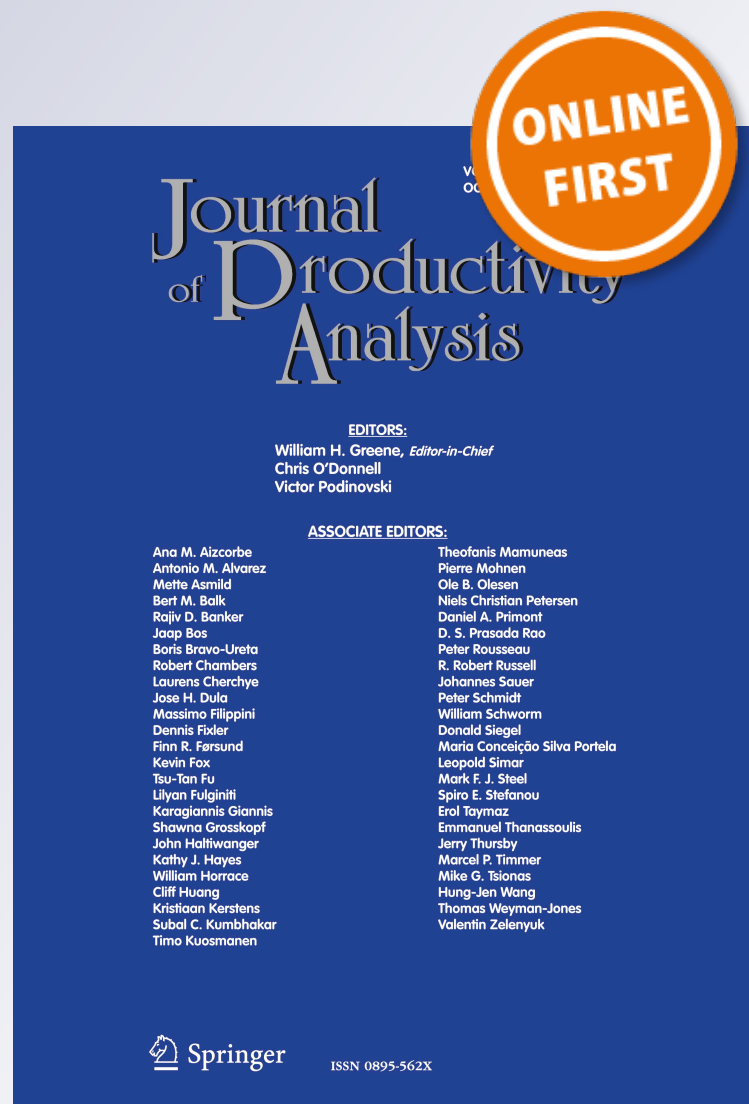 ONLINE
FIRST
Journal
of Productivity
Analysis
EDITORS:
William H. Greene, Editor-in-Chief
Chris O’Donnell
Victor Podinovski
ASSOCIATE EDITORS:
Ana M. Aizcorbe
Antonio M. Alvarez
Mette Asmild
Bert M. Balk
Rajiv D. Banker
Jaap Bos
Boris Bravo-Ureta
Robert Chambers
Laurens Cherchye
Jose H. Dula
Massimo Filippini
Dennis Fixler
Finn R. Førsund
Kevin Fox
Tsu-Tan Fu
Lilyan Fulginiti
Karagiannis Giannis
Shawna Grosskopf
John Haltiwanger
Kathy J. Hayes
William Horrace
Cliff Huang
Kristiaan Kerstens
Subal C. Kumbhakar
Timo Kuosmanen
Theofanis Mamuneas
Pierre Mohnen
Ole B. Olesen
Niels Christian Petersen
Daniel A. Primont
D. S. Prasada Rao
Peter Rousseau
R. Robert Russell
Johannes Sauer
Peter Schmidt
William Schworm
Donald Siegel
Maria Conceição Silva Portela
Leopold Simar
Mark F. J. Steel
Spiro E. Stefanou
Erol Taymaz
Emmanuel Thanassoulis
Jerry Thursby
Marcel P. Timmer
Mike G. Tsionas
Hung-Jen Wang
Thomas Weyman-Jones
Valentin Zelenyuk
Springer
ISSN 0895-562X